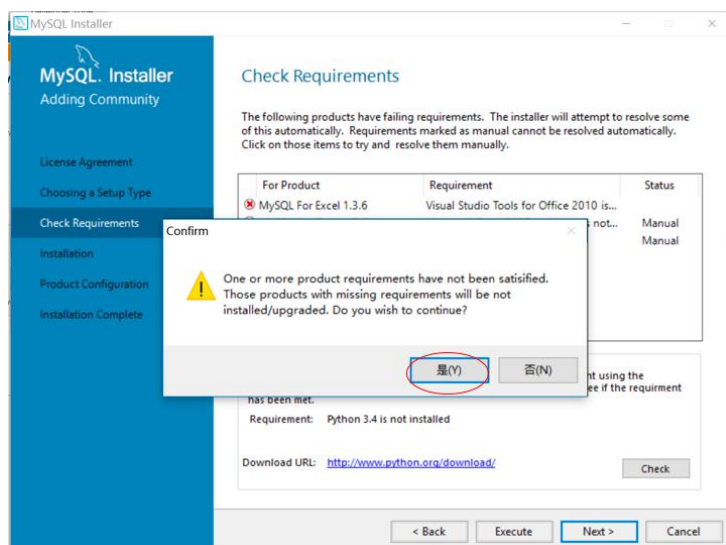 MySQL Installer
MySQL. Installer
Adding Community
License Agreement
Choosing a Setup Type
Check Requirements
Installation
Product Configuration
Installation Complete
Check Requirements
The following products have failing requirements. The installer will attempt to resolve some
of this automatically. Requirements marked as manual cannot be resolved automatically.
Click on those items to try and resolve them manually.
For Product Requirement Status
MySQL For Excel 1.3.6 Visual Studio Tools for Office 2010 is...
not... Manual
Manual
Confirm
One or more product requirements have not been satisified.
Those products with missing requirements will be not
installed/upgraded. Do you wish to continue?
是(Y) 否(N)
using the
ee if the requirment
has been met.
Requirement: Python 3.4 is not installed
Download URL: http://www.python.org/download/
Check
< Back Execute Next > Cancel